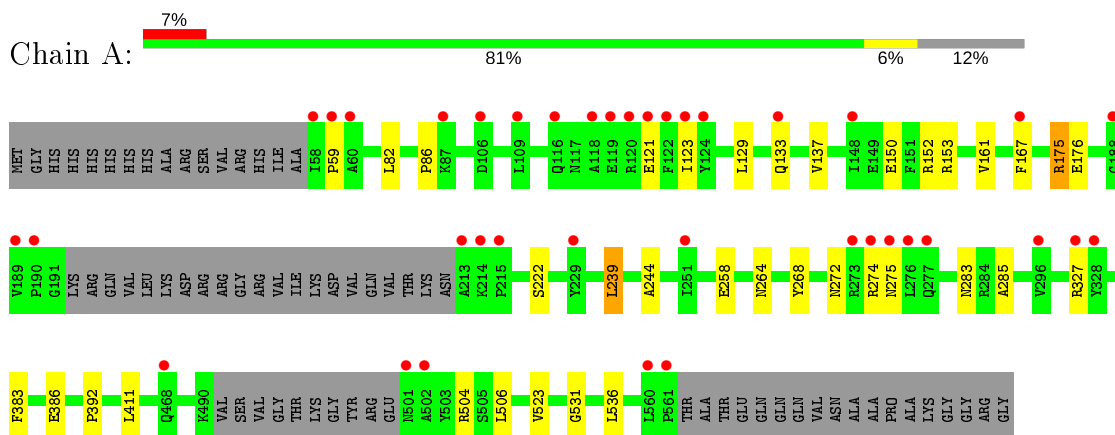 7%
Chain A:
81% 6% 12%
MET GLY HIS HIS HIS HIS HIS HIS HIS ALA ARG SER VAL ARG HIS ILE ALA I58 P59 A60 L82 P86 K87 D106 L109 Q116 N117 A118 E119 R120 E121 F122 I123 Y124 L129 Q133 V137 I148 E149 E150 F151 R152 R153 V161 F167 R175 E176 G188
V189 P190 G191 LYS ARG GLN VAL LEU LYS ASP ARG ARG GLY ARG VAL ILE LYS ASP VAL GLN VAL THR LYS ASN A213 K214 P215 S222 Y229 L239 A244 I251 E258 N264 Y268 N272 R273 R274 N275 L276 Q277 N283 R284 A285 V296 R327 Y328
F383 E386 P392 L411 Q468 K490 VAL SER VAL GLY THR LYS GLY TYR ARG GLU N501 A502 Y503 R504 S505 L506 V523 G531 L536 L560 P561 THR ALA THR GLU GLN GLN GLN VAL ASN ALA ALA PRO ALA LYS GLY GLY ARG GLY